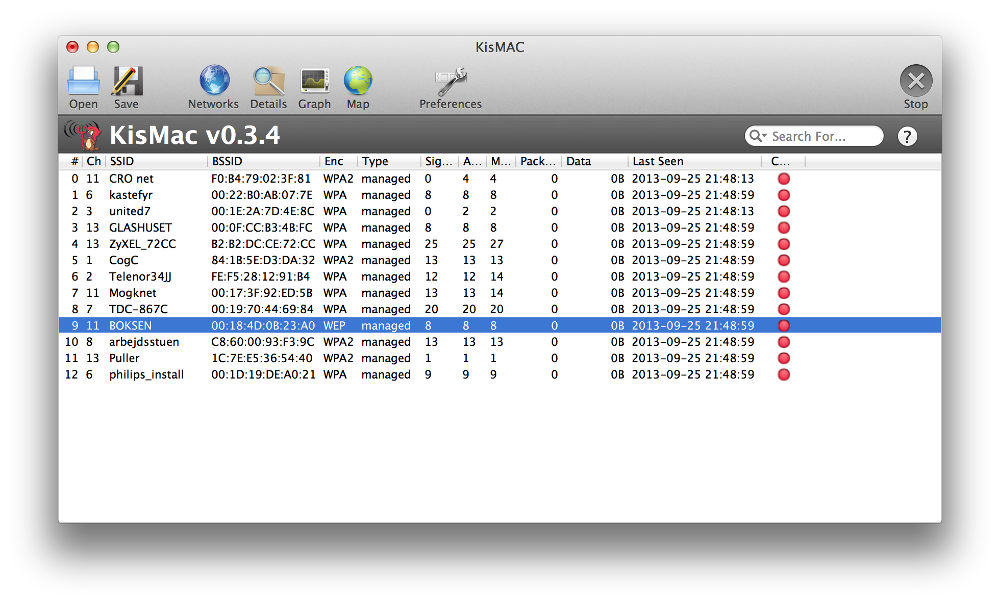 KisMAC
Open Save Networks Details Graph Map Preferences Stop
KisMac v0.3.4 Search For... ?
# Ch SSID BSSID Enc Type Sig... A... M... Pack... Data Last Seen C...
0 11 CRO net F0:B4:79:02:3F:81 WPA2 managed 0 4 4 0 0B 2013-09-25 21:48:13
1 6 kastefyr 00:22:B0:AB:07:7E WPA managed 8 8 8 0 0B 2013-09-25 21:48:59
2 3 united7 00:1E:2A:7D:4E:8C WPA managed 0 2 2 0 0B 2013-09-25 21:48:13
3 13 GLASHUSET 00:0F:CC:B3:4B:FC WPA managed 8 8 8 0 0B 2013-09-25 21:48:59
4 13 ZyXEL_72CC B2:B2:DC:CE:72:CC WPA managed 25 25 27 0 0B 2013-09-25 21:48:59
5 1 CogC 84:1B:5E:D3:DA:32 WPA2 managed 13 13 13 0 0B 2013-09-25 21:48:59
6 2 Telenor34JJ FE:F5:28:12:91:B4 WPA managed 12 12 14 0 0B 2013-09-25 21:48:59
7 11 Mogknet 00:17:3F:92:ED:5B WPA managed 13 13 14 0 0B 2013-09-25 21:48:59
8 7 TDC-867C 00:19:70:44:69:84 WPA managed 20 20 20 0 0B 2013-09-25 21:48:59
9 11 BOKSEN 00:18:4D:0B:23:A0 WEP managed 8 8 8 0 0B 2013-09-25 21:48:59
10 8 arbejdsstuen C8:60:00:93:F3:9C WPA2 managed 13 13 13 0 0B 2013-09-25 21:48:59
11 13 Puller 1C:7E:E5:36:54:40 WPA2 managed 1 1 1 0 0B 2013-09-25 21:48:59
12 6 philips_install 00:1D:19:DE:A0:21 WPA managed 9 9 9 0 0B 2013-09-25 21:48:59